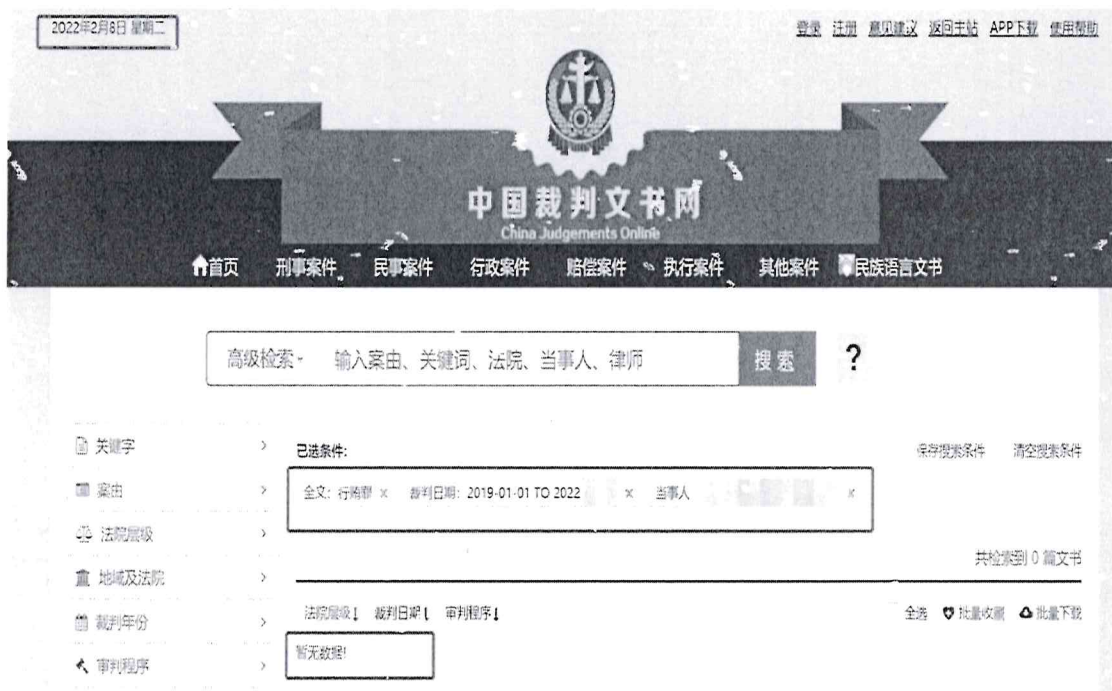 2022年2月8日 星期二
登录 注册 意见建议 返回主站 APP下载 使用帮助
中国裁判文书网
China Judgements Online
首页 刑事案件 民事案件 行政案件 赔偿案件 执行案件 其他案件 民族语言文书
高级检索 输入案由、关键词、法院、当事人、律师 搜索 ?
关键字
已选条件:
保存搜索条件 清空搜索条件
案由
全文：行贿罪 × 裁判日期：2019-01-01 TO 2022 × 当事人 ×
法院层级
共检索到 0 篇文书
地域及法院
法院层级↓ 裁判日期↓ 审判程序↓
全选 批量收藏 批量下载
裁判年份
暂无数据!
审判程序